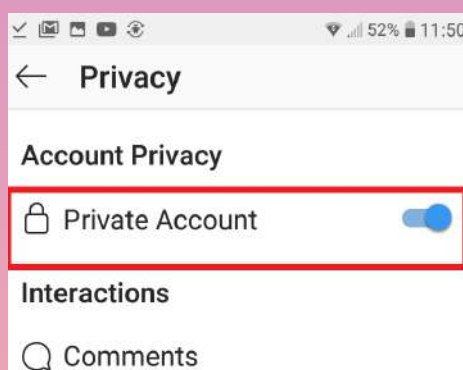 52% 11:50
Privacy
Account Privacy
Private Account
Interactions
Comments